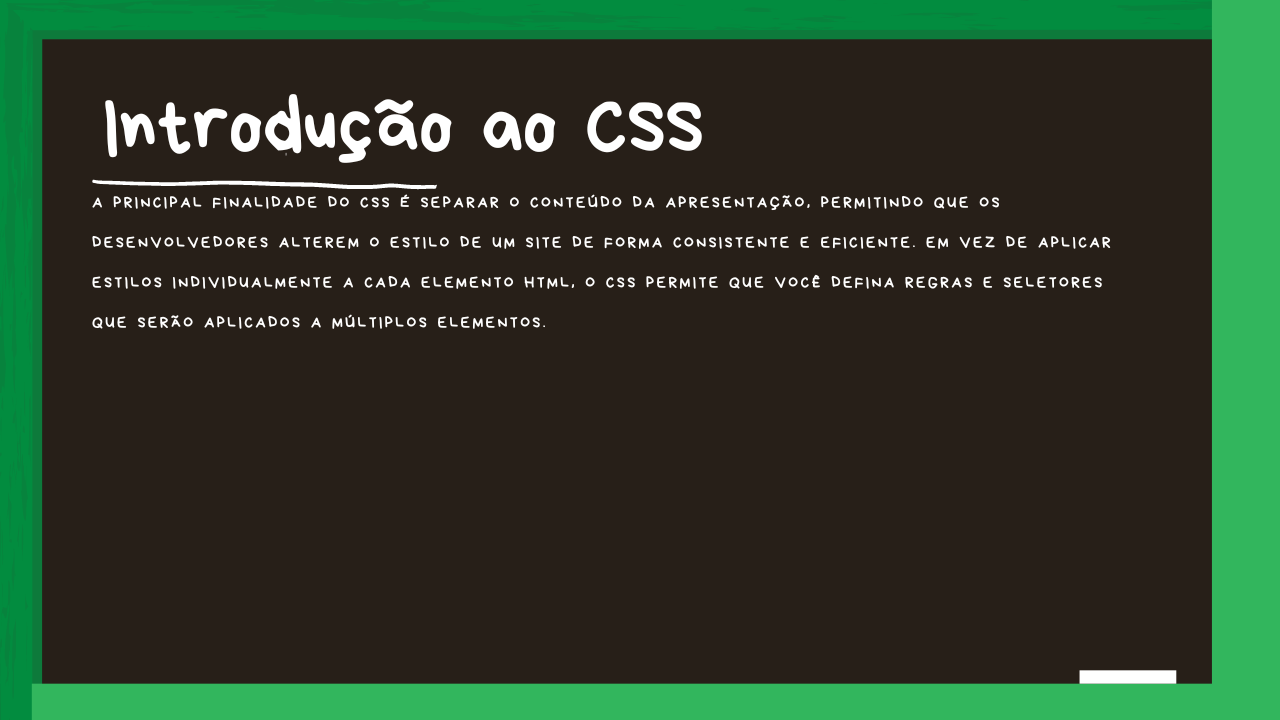 Introdução ao CSS
A PRINCIPAL FINALIDADE DO CSS É SEPARAR O CONTEÚDO DA APRESENTAÇÃO, PERMITINDO QUE OS
DESENVOLVEDORES ALTEREM O ESTILO DE UM SITE DE FORMA CONSISTENTE E EFICIENTE. EM VEZ DE APLICAR
ESTILOS INDIVIDUALMENTE A CADA ELEMENTO HTML, O CSS PERMITE QUE VOCÊ DEFINA REGRAS E SELETORES
QUE SERÃO APLICADOS A MÚLTIPLOS ELEMENTOS.